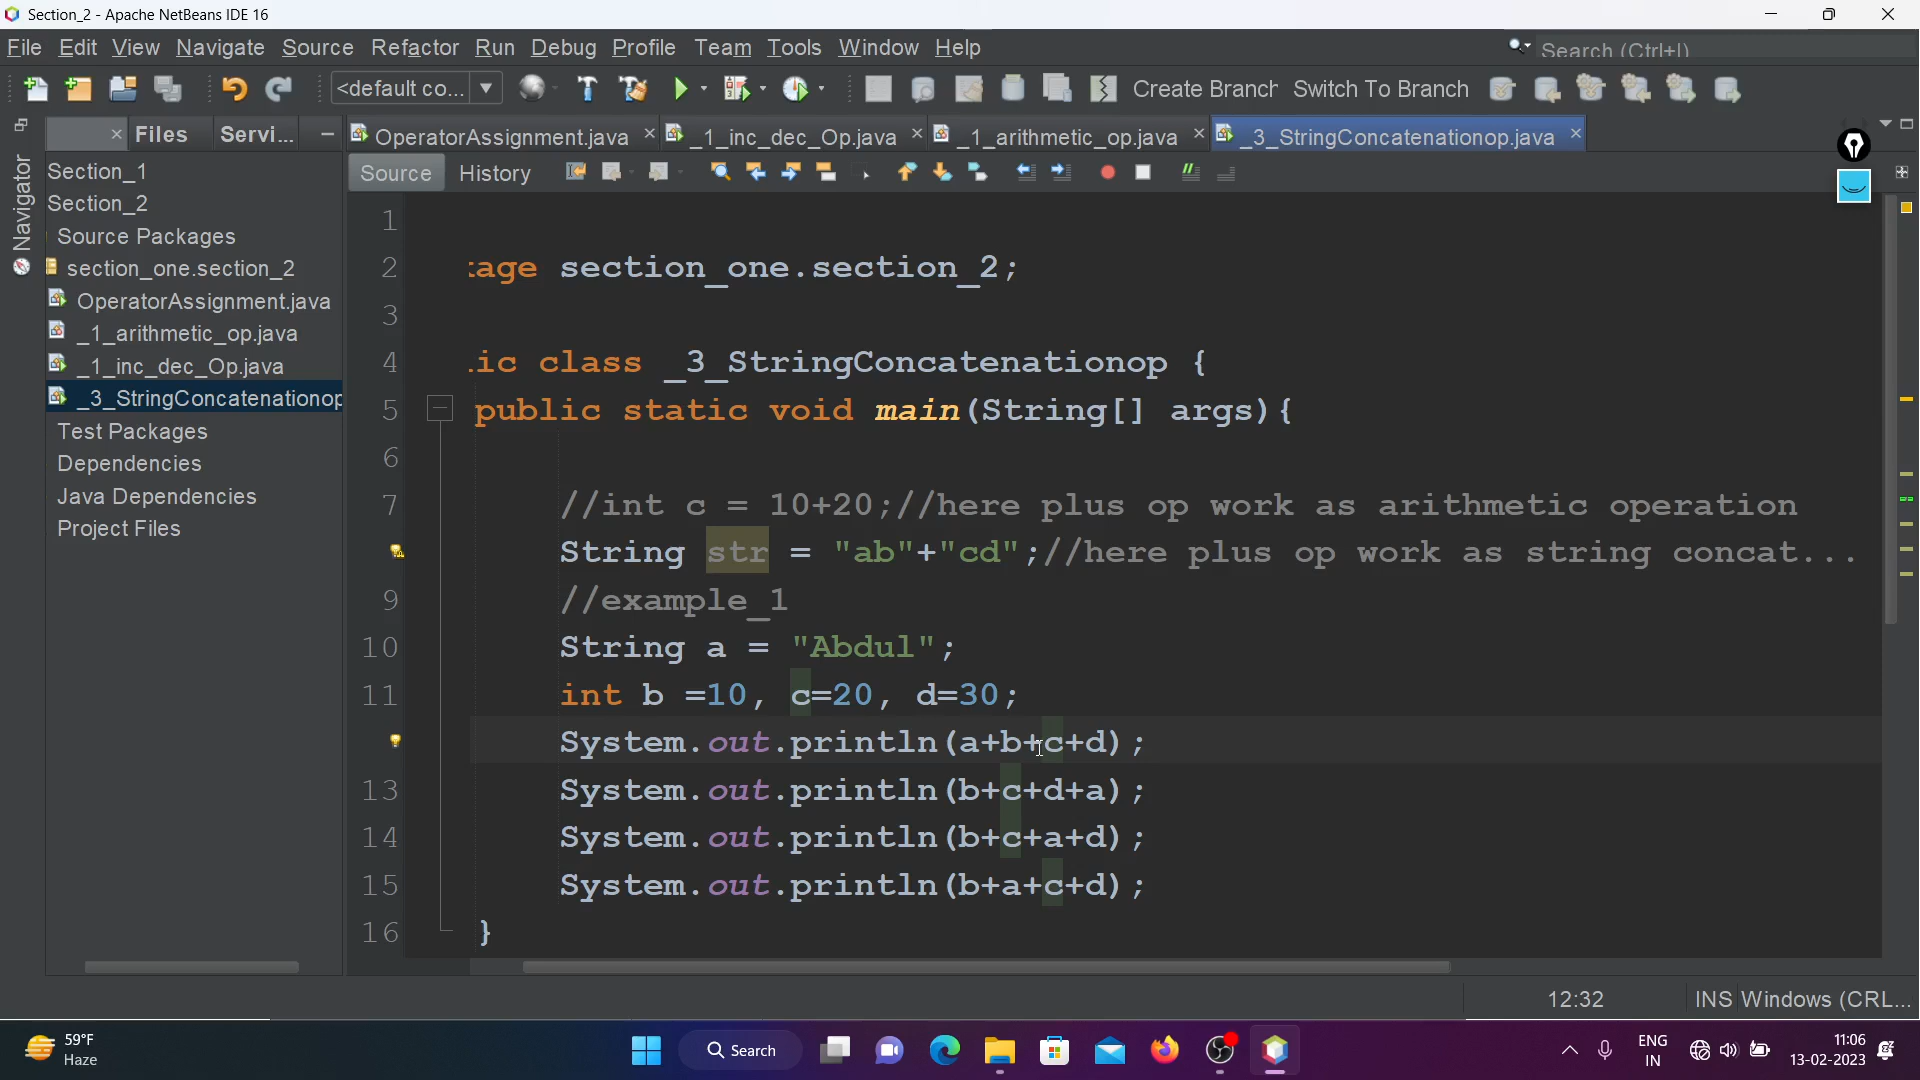 Section_2 - Apache NetBeans IDE 16
File Edit View Navigate Source Refactor Run Debug Profile Team Tools Window Help
Search (Ctrl+I)
<default co...
Create Branch Switch To Branch
Files Servi...
OperatorAssignment.java _1_inc_dec_Op.java _1_arithmetic_op.java _3_StringConcatenationop.java
Source History
Navigator
Section_1
Section_2
Source Packages
section_one.section_2
OperatorAssignment.java
_1_arithmetic_op.java
_1_inc_dec_Op.java
_3_StringConcatenationop
Test Packages
Dependencies
Java Dependencies
Project Files
1
2 kage section_one.section_2;
3
4 lic class _3_StringConcatenationop {
5 public static void main(String[] args){
6
7 //int c = 10+20;//here plus op work as arithmetic operation
String str = "ab"+"cd";//here plus op work as string concat...
9 //example_1
10 String a = "Abdul";
11 int b =10, c=20, d=30;
System.out.println(a+b+c+d);
13 System.out.println(b+c+d+a);
14 System.out.println(b+c+a+d);
15 System.out.println(b+a+c+d);
16 }
12:32 INS Windows (CRL...
59°F
Haze
Search
ENG
IN
11:06
13-02-2023